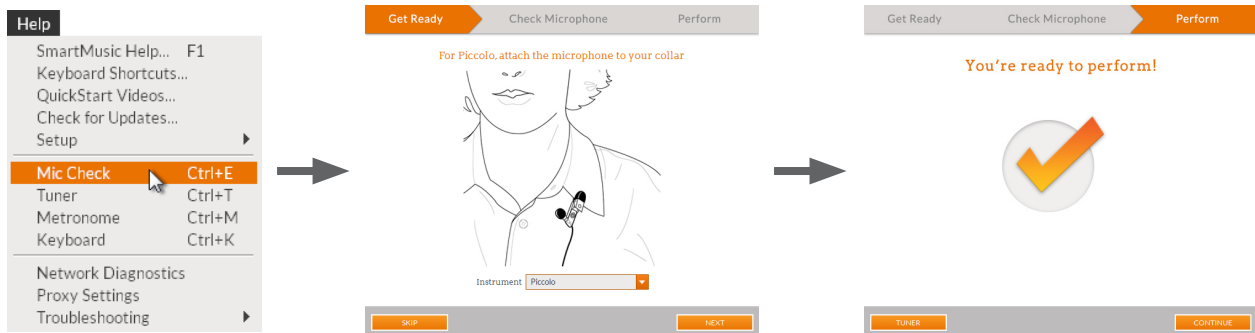 Help
SmartMusic Help... F1
Keyboard Shortcuts...
QuickStart Videos...
Check for Updates...
Setup
Mic Check Ctrl+E
Tuner Ctrl+T
Metronome Ctrl+M
Keyboard Ctrl+K
Network Diagnostics
Proxy Settings
Troubleshooting
Get Ready Check Microphone Perform
For Piccolo, attach the microphone to your collar
Instrument Piccolo
SKIP NEXT
Get Ready Check Microphone Perform
You're ready to perform!
TUNER CONTINUE